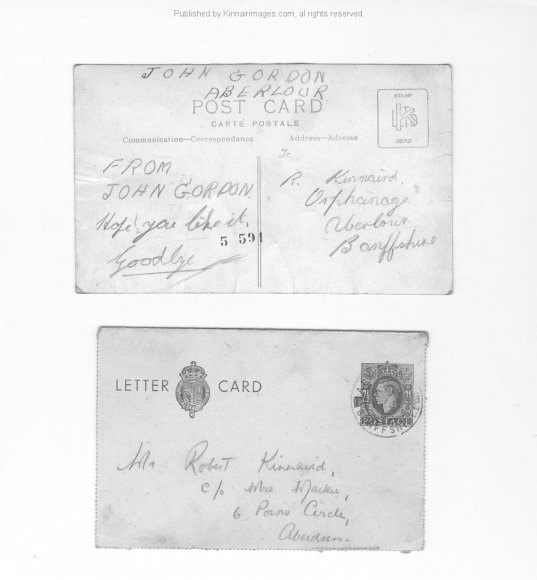 Published by Kinnairimages.com, all rights reserved
JOHN GORDON
ABERLOUR
POST CARD
CARTE POSTALE
Communication—Correspondance
Address—Adresse
STAMP
HERE
FROM
JOHN GORDON.
Hope you like it,
5 591
Goodbye
To,
R. Kinnaird,
Orphanage
Aberlour
Banffshire
LETTER CARD
POSTAGE
Mr Robert Kinnaird,
c/o Mrs Mackie,
6 Powis Circle,
Aberdeen.